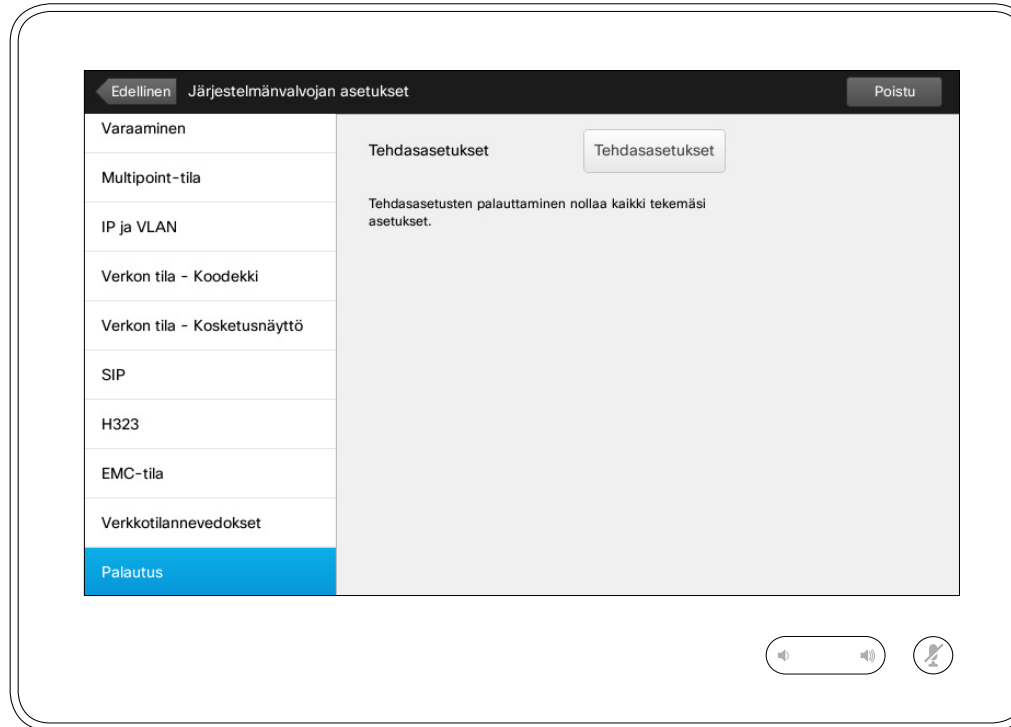 Edellinen Järjestelmänvalvojan asetukset Poistu
Varaaminen
Multipoint-tila
IP ja VLAN
Verkon tila - Koodekki
Verkon tila - Kosketusnäyttö
SIP
H323
EMC-tila
Verkkotilannevedokset
Palautus
Tehdasasetukset Tehdasasetukset
Tehdasasetusten palauttaminen nollaa kaikki tekemäsi
asetukset.